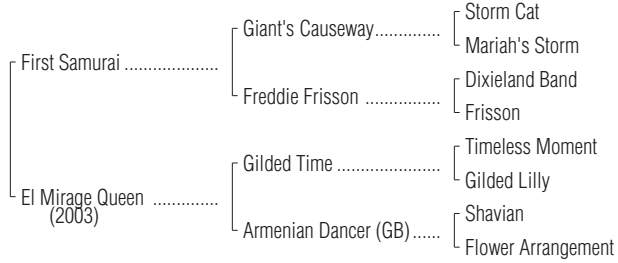 Storm Cat
Giant's Causeway..............
Mariah's Storm
First Samurai ....................
Dixieland Band
Freddie Frisson ................
Frisson
Timeless Moment
Gilded Time ......................
Gilded Lilly
El Mirage Queen ..............
(2003)
Shavian
Armenian Dancer (GB)......
Flower Arrangement